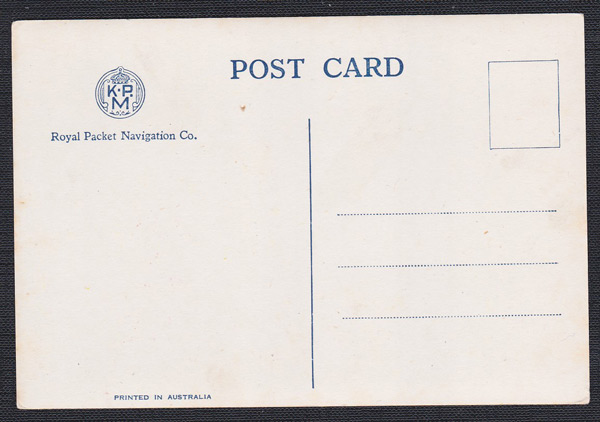 POST CARD
K·P
M
Royal Packet Navigation Co.
PRINTED IN AUSTRALIA